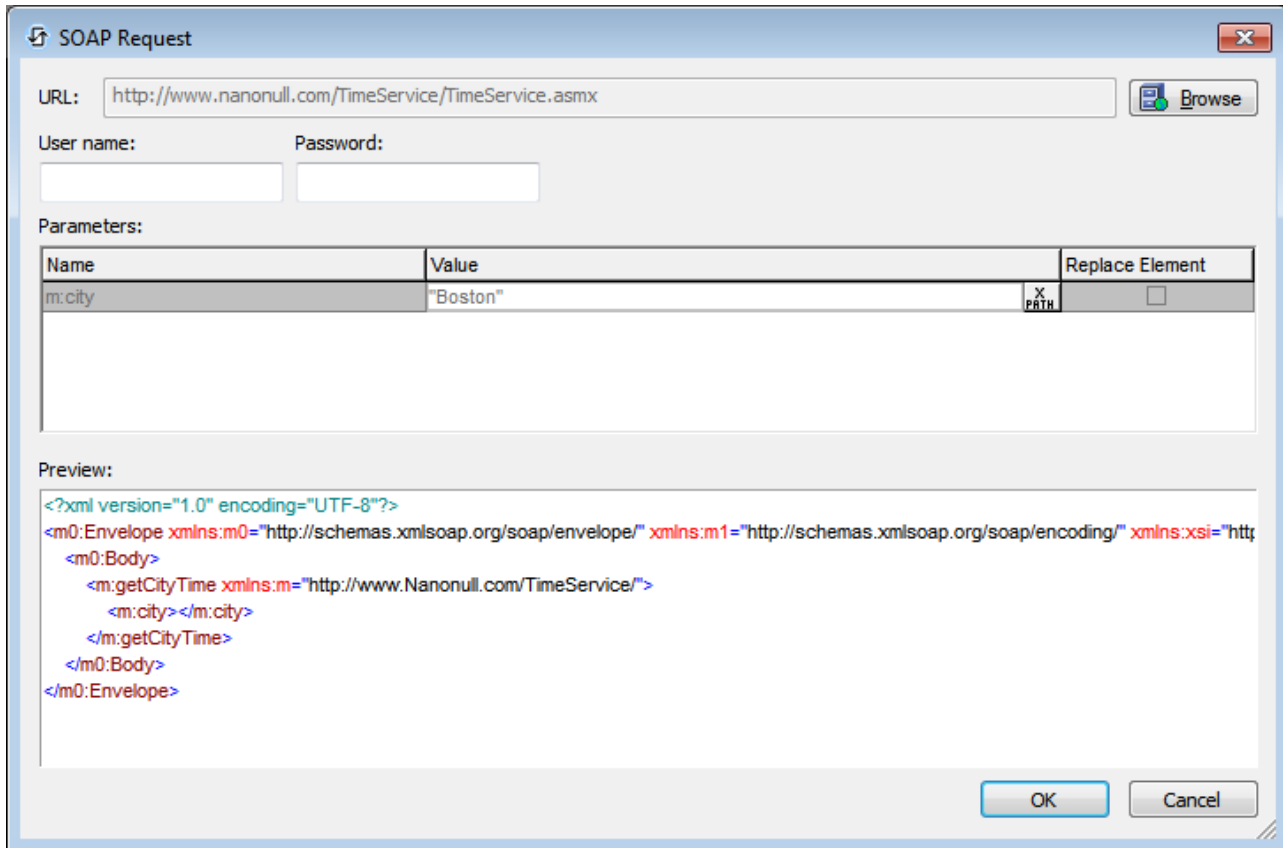 SOAP Request
URL: http://www.nanonull.com/TimeService/TimeService.asmx Browse
User name: Password:
Parameters:
Name Value Replace Element
m:city "Boston" X PATH
Preview:
<?xml version="1.0" encoding="UTF-8"?>
<m0:Envelope xmlns:m0="http://schemas.xmlsoap.org/soap/envelope/" xmlns:m1="http://schemas.xmlsoap.org/soap/encoding/" xmlns:xsi="http
<m0:Body>
<m:getCityTime xmlns:m="http://www.Nanonull.com/TimeService/">
<m:city></m:city>
</m:getCityTime>
</m0:Body>
</m0:Envelope>
OK Cancel